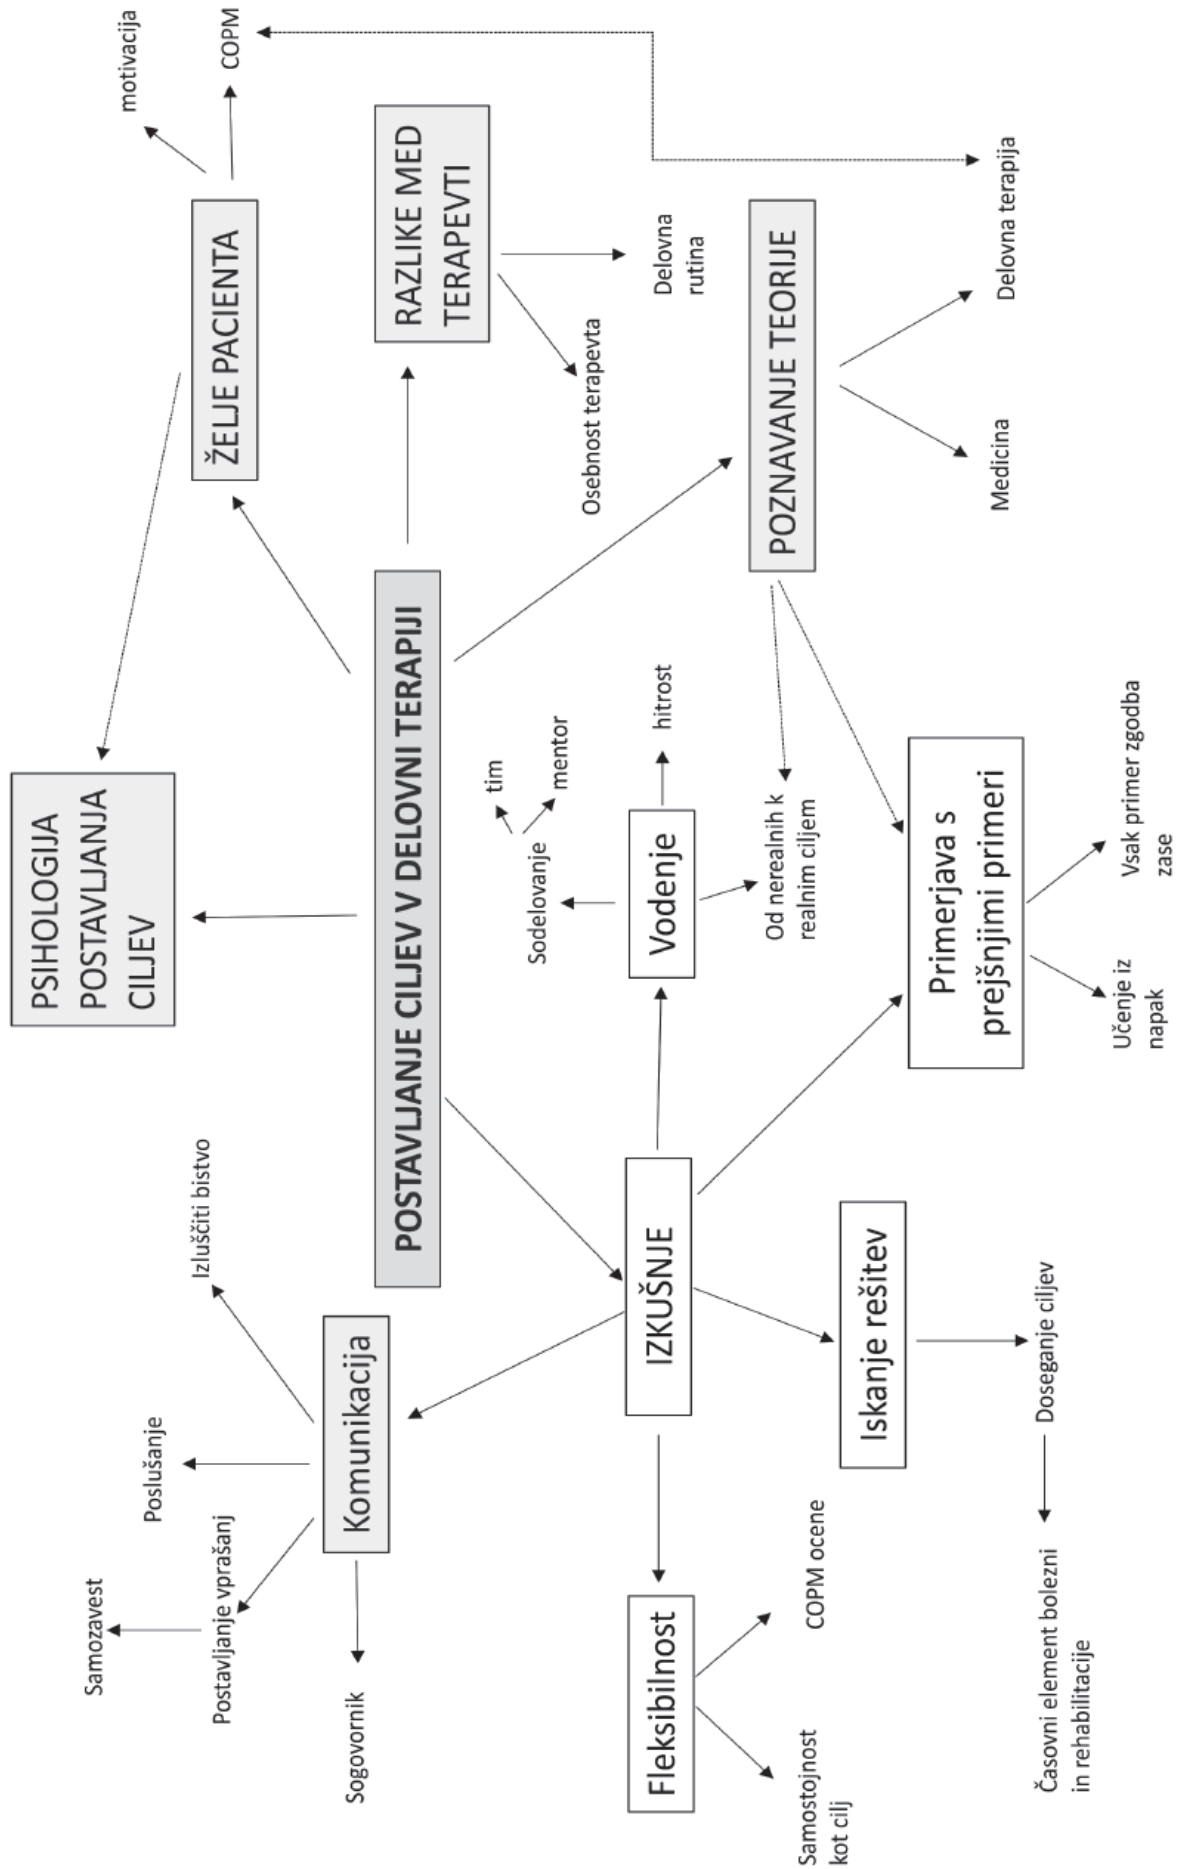 PSIHOLOGIJA
POSTAVLJANJA
CILJEV
ŽELJE PACIENTA
motivacija
COPM
Samozavest
Poslušanje
Izluščiti bistvo
Postavljanje vprašanj
Sogovornik
Komunikacija
POSTAVLJANJE CILJEV V DELOVNI TERAPIJI
RAZLIKE MED
TERAPEVTI
Osebnost terapevta
Delovna
rutina
tim
Sodelovanje
mentor
Fleksibilnost
IZKUŠNJE
Vodenje
hitrost
POZNAVANJE TEORIJE
Samostojnost
kot cilj
COPM ocene
Iskanje rešitev
Od nerealnih k
realnim ciljem
Primerjava s
prejšnjimi primeri
Medicina
Delovna terapija
Časovni element bolezni
in rehabilitacije
Doseganje ciljev
Učenje iz
napak
Vsak primer zgodba
zase